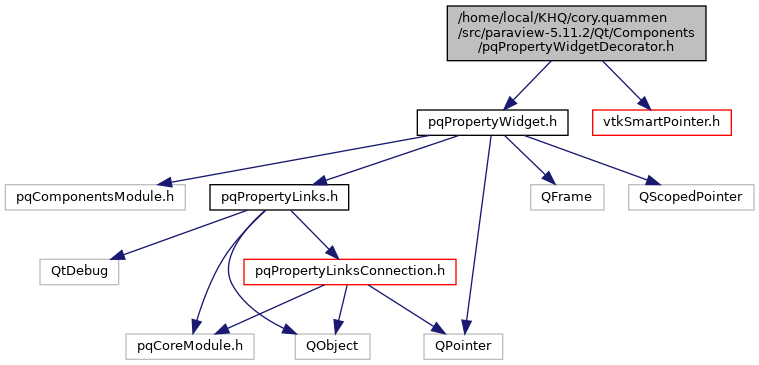 /home/local/KHQ/cory.quammen
/src/paraview-5.11.2/Qt/Components
/pqPropertyWidgetDecorator.h
pqPropertyWidget.h
vtkSmartPointer.h
pqComponentsModule.h
pqPropertyLinks.h
QFrame
QScopedPointer
QtDebug
pqPropertyLinksConnection.h
pqCoreModule.h
QObject
QPointer